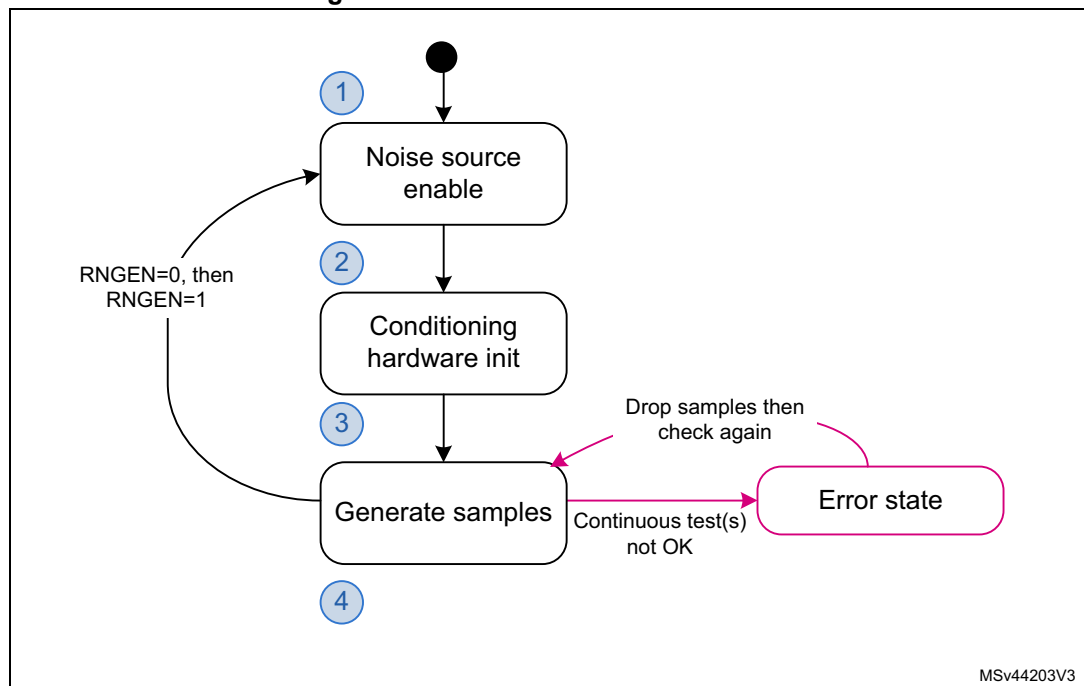 1
Noise source
enable
2
RNGEN=0, then
RNGEN=1
Conditioning
hardware init
3
Drop samples then
check again
Generate samples
Continuous test(s)
not OK
Error state
4
MSv44203V3